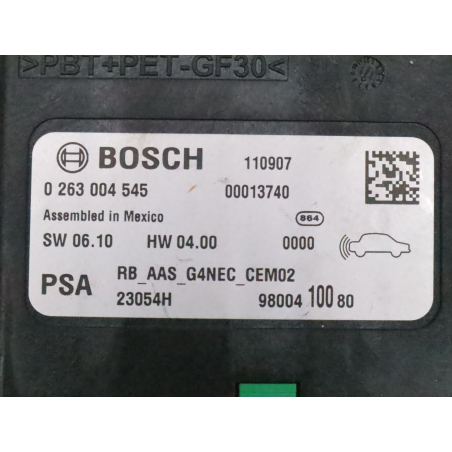 >PBT+PET-GF30<
BOSCH 110907
0 263 004 545 00013740
Assembled in Mexico 864
SW 06.10 HW 04.00 0000
PSA RB_AAS_G4NEC_CEM02
23054H 98004 100 80